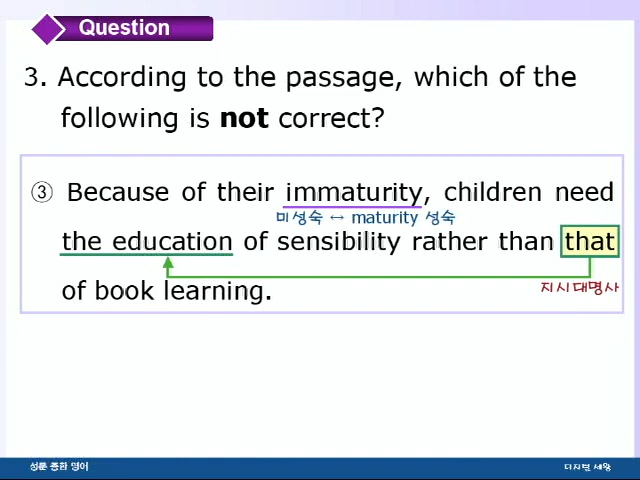 Question
3. According to the passage, which of the
following is not correct?
③ Because of their immaturity, children need
미성숙 ↔ maturity 성숙
the education of sensibility rather than that
of book learning.
지시대명사
성문 종합 영어
디지털 세왕